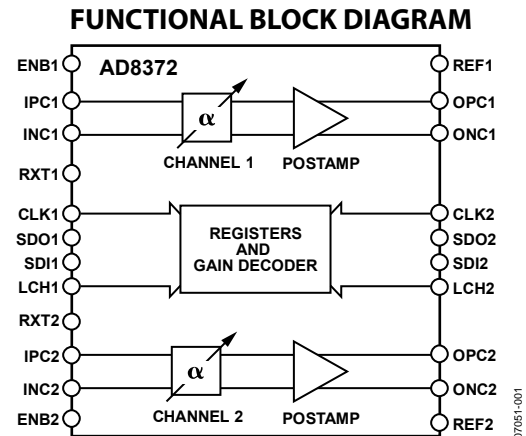 FUNCTIONAL BLOCK DIAGRAM
ENB1
AD8372
REF1
IPC1
OPC1
α
INC1
ONC1
CHANNEL 1
POSTAMP
RXT1
CLK1
CLK2
REGISTERS
AND
GAIN DECODER
SDO1
SDO2
SDI1
SDI2
LCH1
LCH2
RXT2
IPC2
OPC2
α
INC2
ONC2
CHANNEL 2
POSTAMP
ENB2
REF2
07051-001